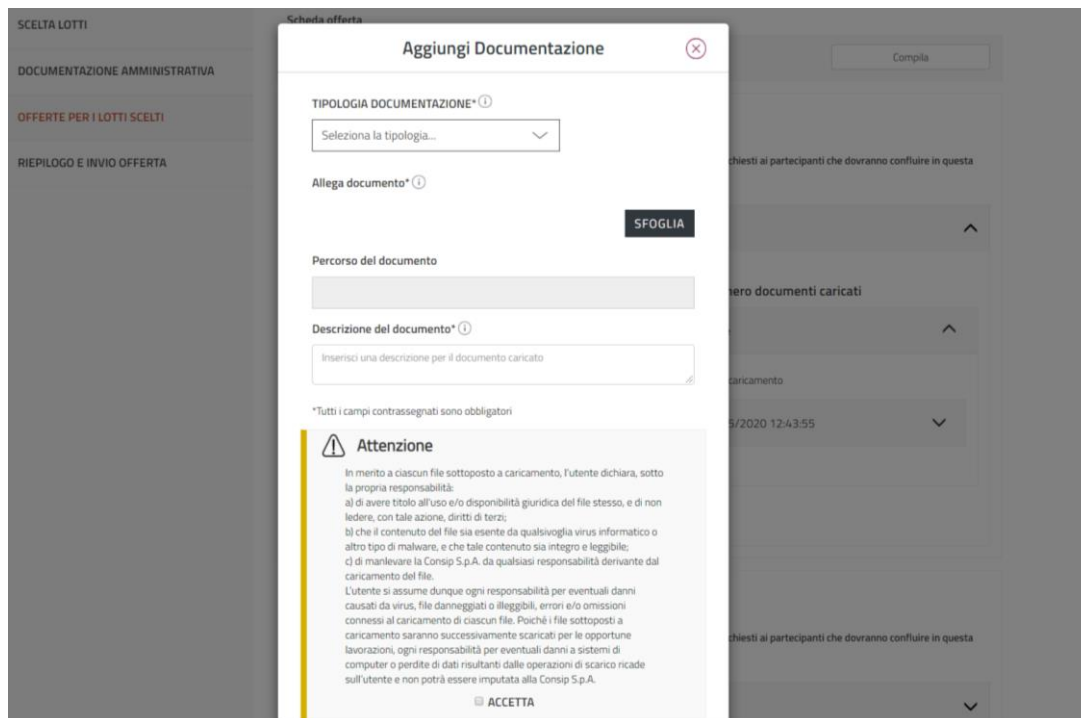 SCELTA LOTTI
DOCUMENTAZIONE AMMINISTRATIVA
OFFERTE PER I LOTTI SCELTI
RIEPILOGO E INVIO OFFERTA
Scheda offerta
Compila
Aggiungi Documentazione
TIPOLOGIA DOCUMENTAZIONE*
Seleziona la tipologia...
Allega documento*
SFOGLIA
Percorso del documento
Descrizione del documento*
Inserisci una descrizione per il documento caricato
*Tutti i campi contrassegnati sono obbligatori
Attenzione
In merito a ciascun file sottoposto a caricamento, l'utente dichiara, sotto
la propria responsabilità:
a) di avere titolo all'uso e/o disponibilità giuridica del file stesso, e di non
ledere, con tale azione, diritti di terzi;
b) che il contenuto del file sia esente da qualsivoglia virus informatico o
altro tipo di malware, e che tale contenuto sia integro e leggibile;
c) di manlevare la Consip S.p.A. da qualsiasi responsabilità derivante dal
caricamento del file.
L'utente si assume dunque ogni responsabilità per eventuali danni
causati da virus, file danneggiati o illeggibili, errori e/o omissioni
connessi al caricamento di ciascun file. Poiché i file sottoposti a
caricamento saranno successivamente scaricati per le opportune
lavorazioni, ogni responsabilità per eventuali danni a sistemi di
computer o perdite di dati risultanti dalle operazioni di scarico ricade
sull'utente e non potrà essere imputata alla Consip S.p.A.
ACCETTA
chiesti ai partecipanti che dovranno confluire in questa
nero documenti caricati
caricamento
5/2020 12:43:55
chiesti ai partecipanti che dovranno confluire in questa